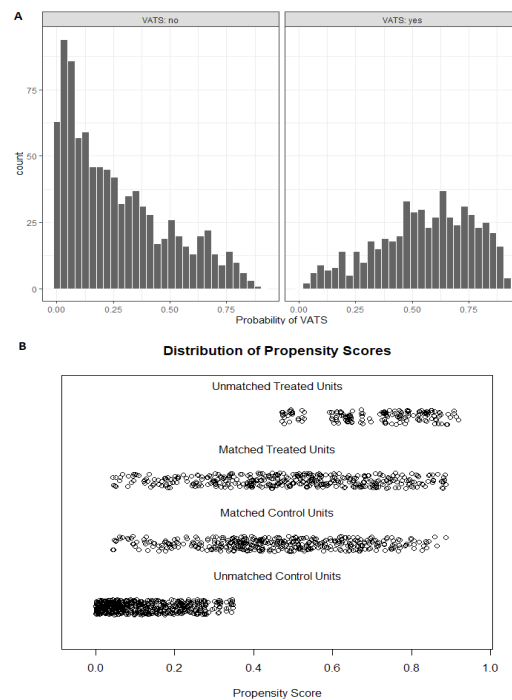 A
VATS: no
VATS: yes
75
50
25
0
count
0.00 0.25 0.50 0.75 0.00 0.25 0.50 0.75
Probability of VATS
B
Distribution of Propensity Scores
Unmatched Treated Units
Matched Treated Units
Matched Control Units
Unmatched Control Units
0.0 0.2 0.4 0.6 0.8 1.0
Propensity Score